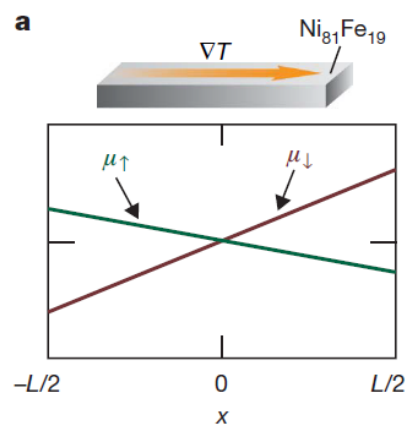 a
∇T
Ni₈₁Fe₁₉
μ↑
μ↓
–L/2
0
L/2
x